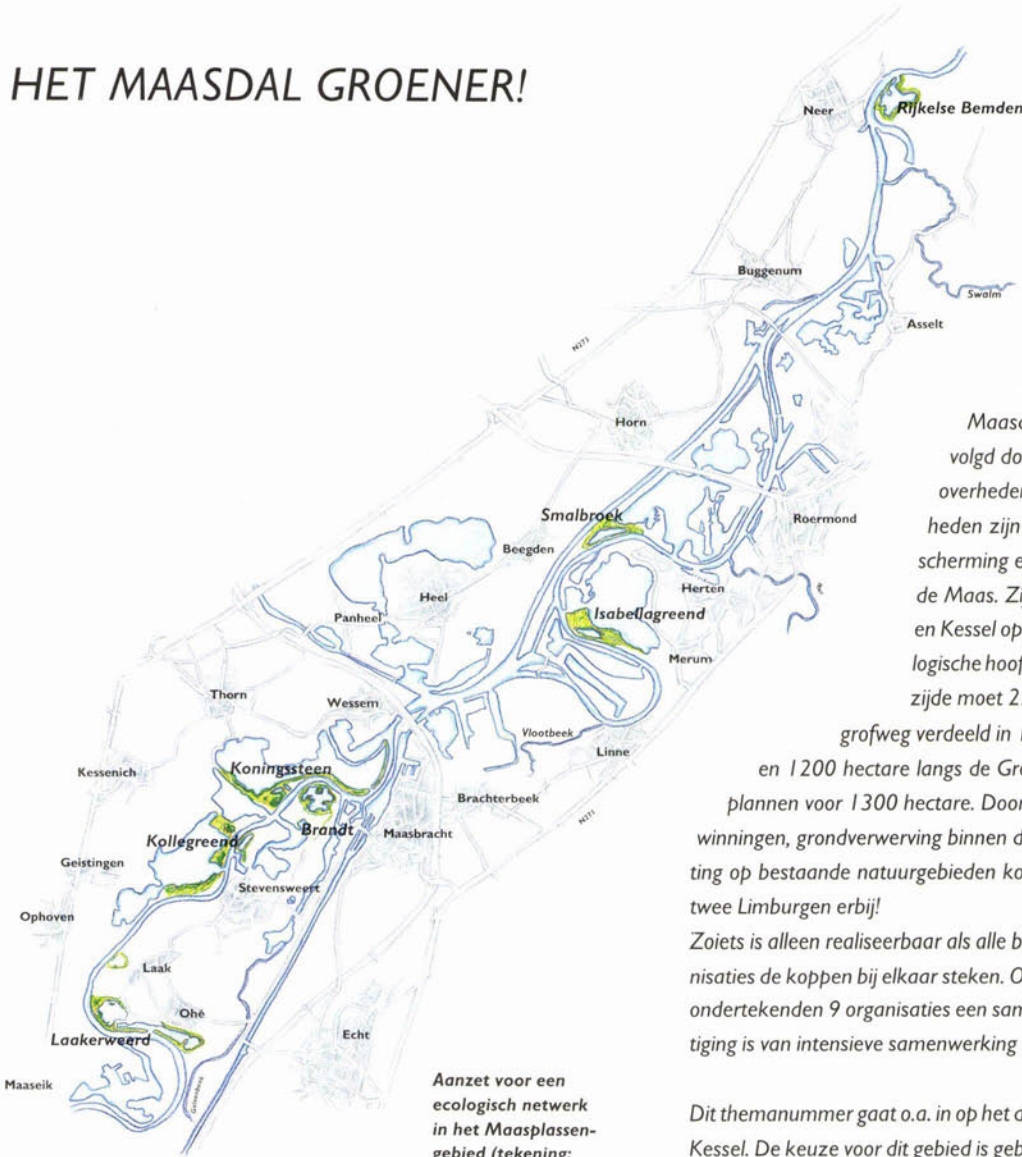 HET MAASDAL GROENER!
Rijkelse Bemden
Neer
Buggenum
Swalm
Asselt
N273
Horn
Roermond
Smalbroek
Beegden
Herten
Heel
Isabellagreend
Panheel
Merum
Thorn
Wessem
Vlootbeek
Linne
Kessenich
Koningssteen
Brachterbeek
N271
Brandt
Maasbracht
Kollegreend
Geistingen
Stevensweert
Ophoven
Laak
Ohé
Echt
Laakerweerd
Maaseik
Geleenbeek
Aanzet voor een
ecologisch netwerk
in het Maasplassen-
gebied (tekening:
volgd do
overheden
heden zijn
scherming e
de Maas. Zij
en Kessel op
logische hoof
zijde moet 2
grofweg verdeeld in
en 1200 hectare langs de Gre
plannen voor 1300 hectare. Door
winningen, grondverwerving binnen d
ting op bestaande natuurgebieden ko
twee Limburgen erbij!
Zoiets is alleen realiseerbaar als alle b
nisaties de koppen bij elkaar steken. O
ondertekenden 9 organisaties een san
tiging is van intensieve samenwerking
Dit themanummer gaat o.a. in op het d
Kessel. De keuze voor dit gebied is geb